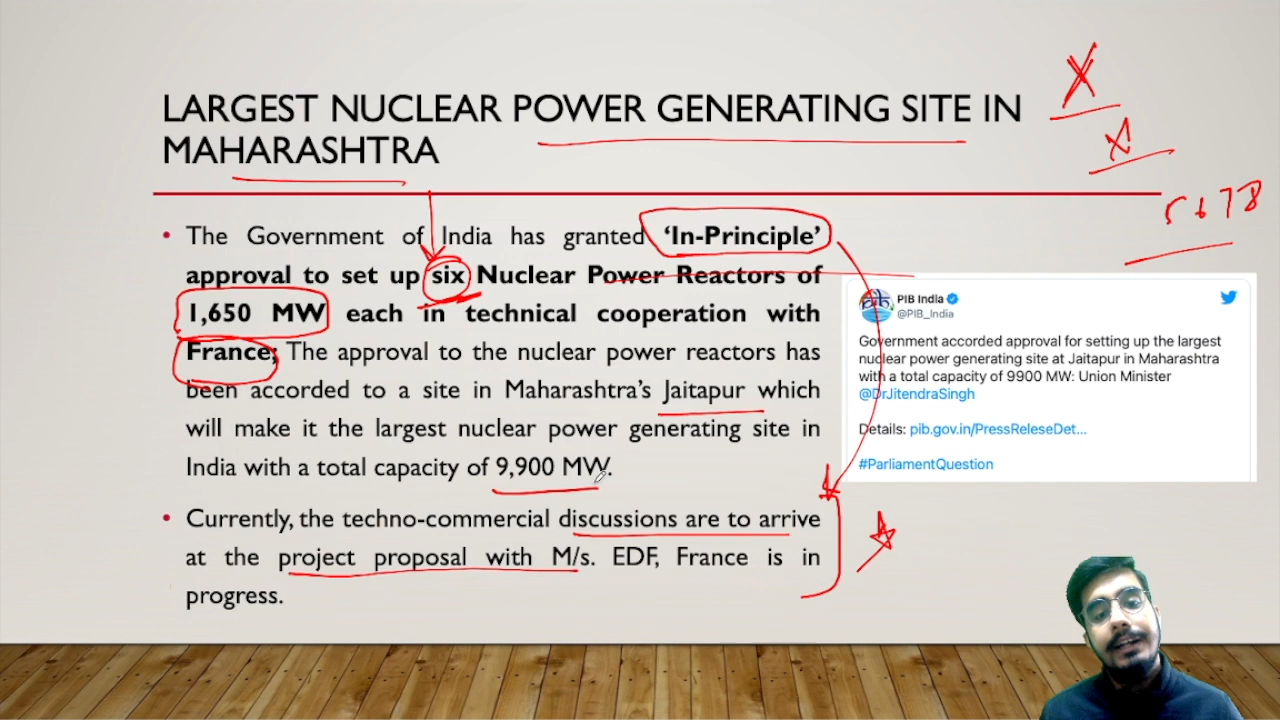 LARGEST NUCLEAR POWER GENERATING SITE IN
MAHARASHTRA
X
X
5 6 7 8
• The Government of India has granted ‘In-Principle’
approval to set up six Nuclear Power Reactors of
1,650 MW each in technical cooperation with
France; The approval to the nuclear power reactors has
been accorded to a site in Maharashtra’s Jaitapur which
will make it the largest nuclear power generating site in
India with a total capacity of 9,900 MW.
• Currently, the techno-commercial discussions are to arrive
at the project proposal with M/s. EDF, France is in
progress.
PIB India
@PIB_India
Government accorded approval for setting up the largest
nuclear power generating site at Jaitapur in Maharashtra
with a total capacity of 9900 MW: Union Minister
@DrJitendraSingh
Details: pib.gov.in/PressReleseDet...
#ParliamentQuestion